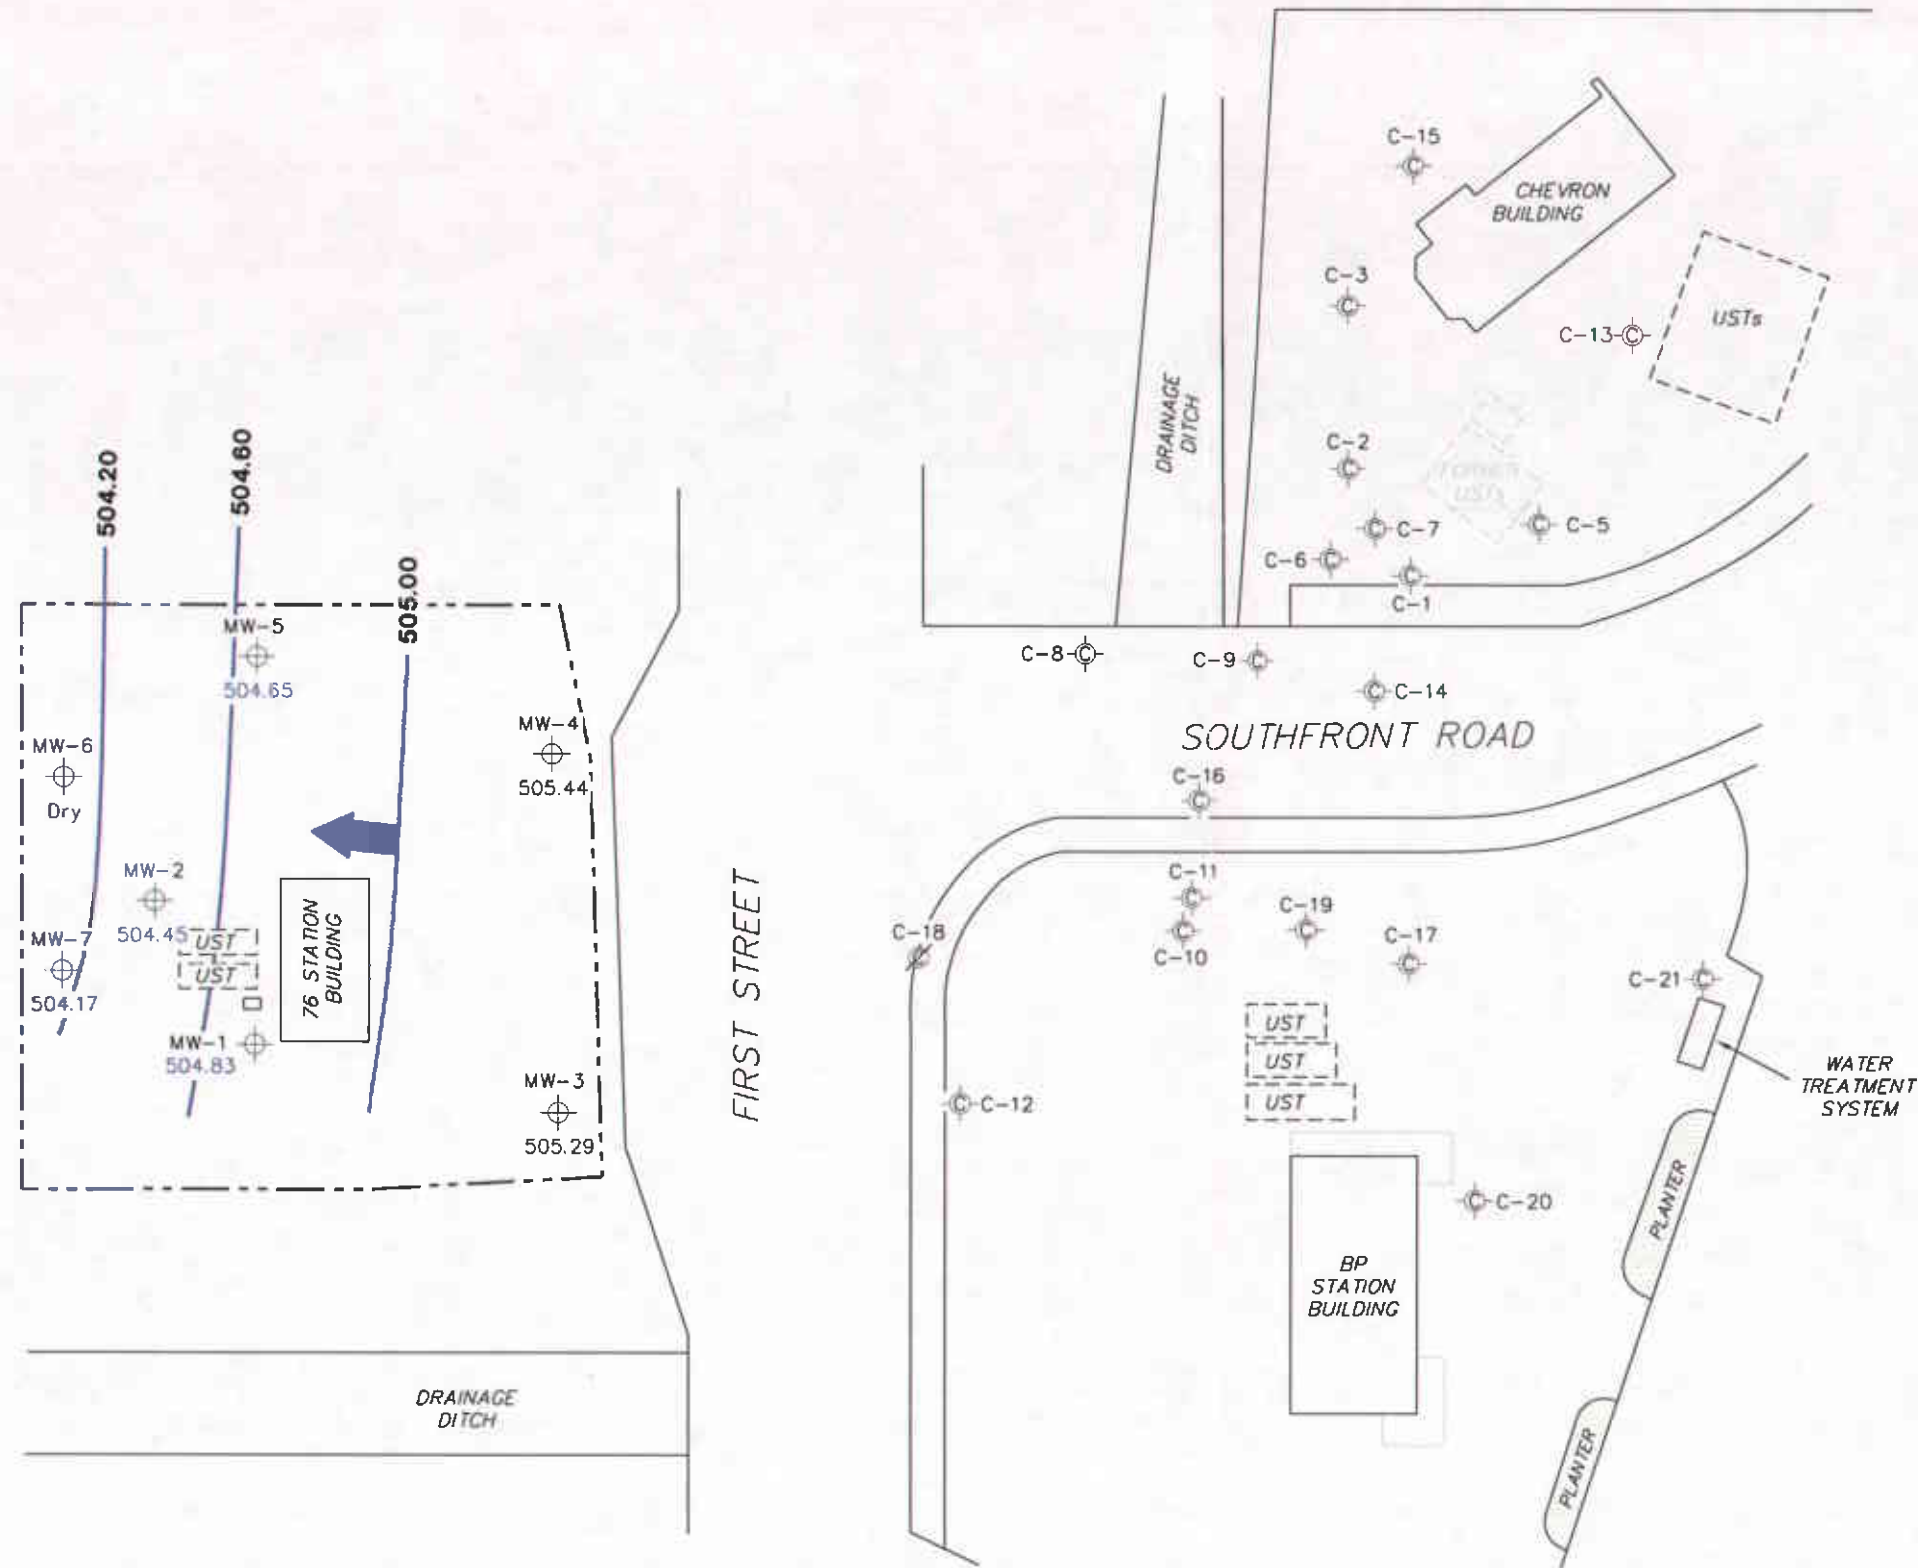 C-15
CHEVRON
BUILDING
C-3
C-13
USTs
DRAINAGE
DITCH
C-2
FORMER
USTs
C-7
C-5
C-6
C-1
504.20
504.60
505.00
MW-5
504.65
C-8
C-9
C-14
MW-4
505.44
MW-6
Dry
SOUTHFRONT ROAD
C-16
MW-2
504.45
UST
UST
76 STATION
BUILDING
FIRST STREET
C-11
C-10
C-19
C-17
C-18
C-21
MW-7
504.17
MW-1
504.83
UST
UST
UST
WATER
TREATMENT
SYSTEM
MW-3
505.29
C-12
C-20
PLANTER
BP
STATION
BUILDING
DRAINAGE
DITCH
PLANTER